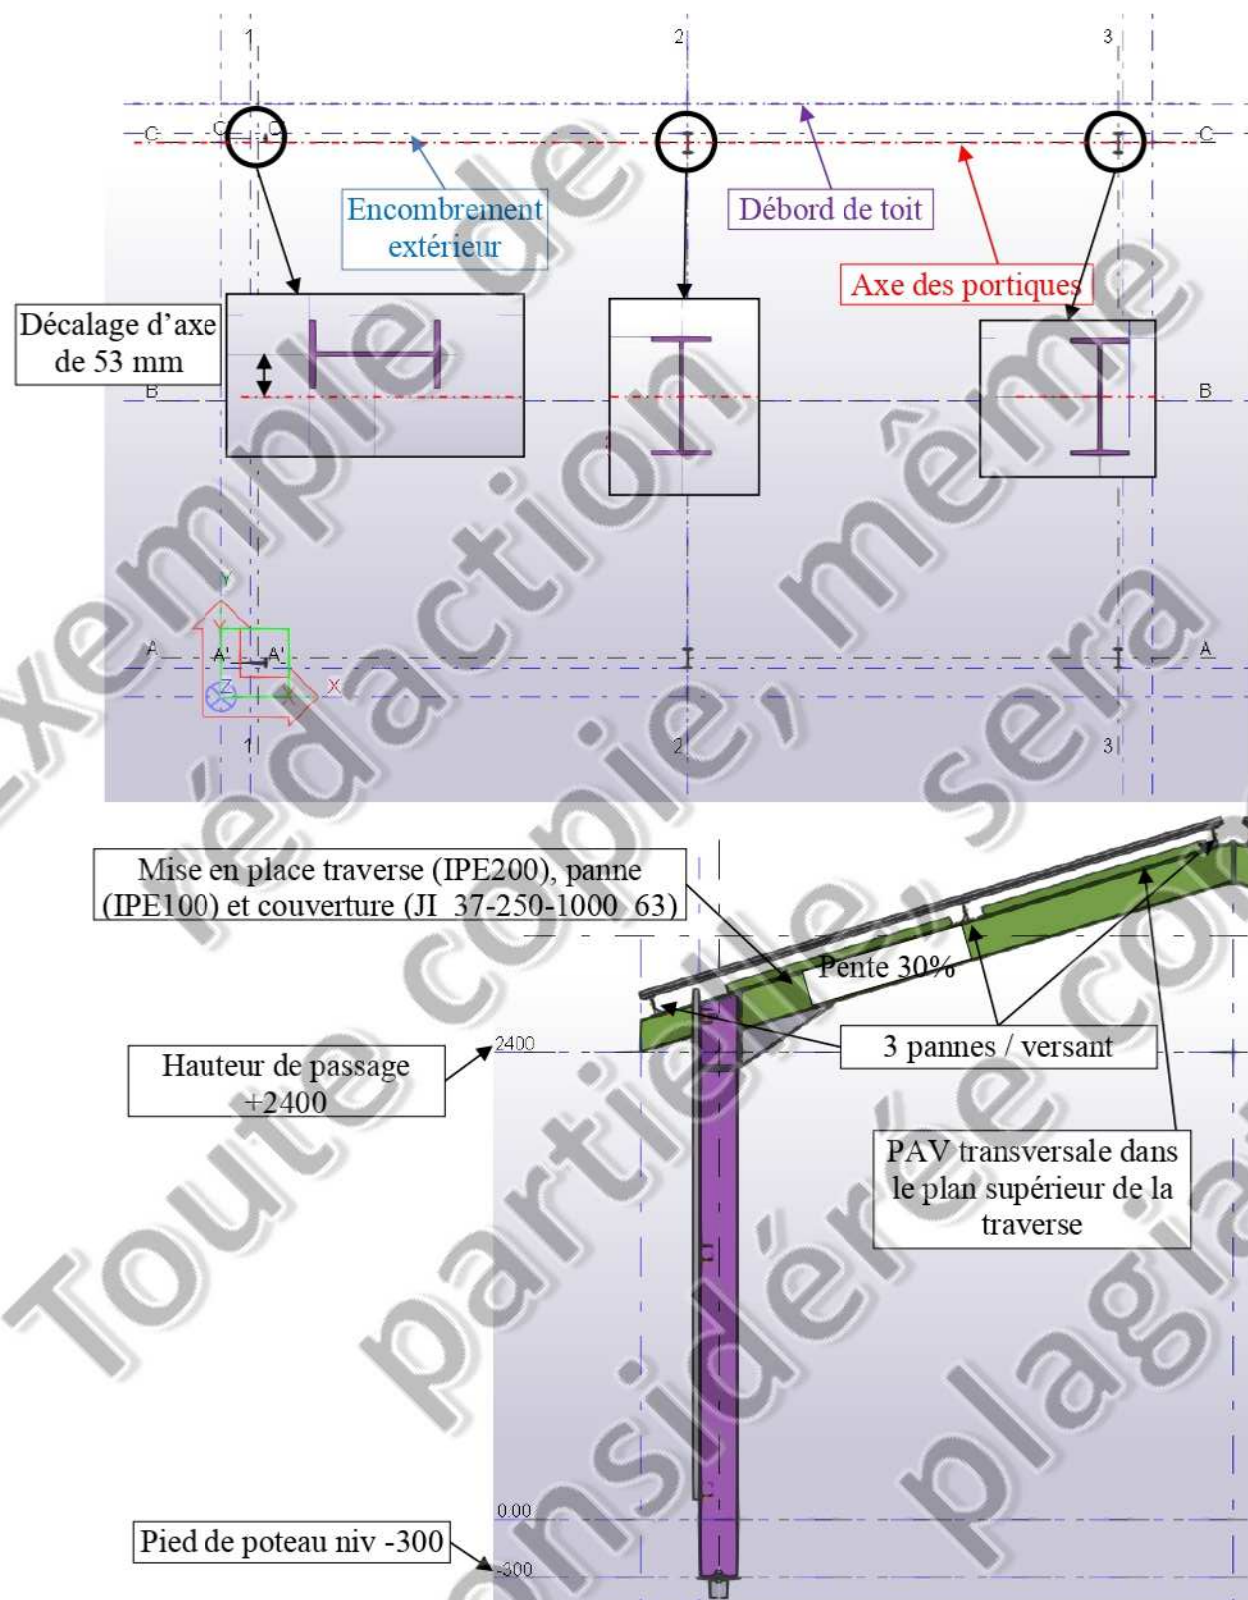 1
2
3
C
C
C
C
Encombrement
extérieur
Débord de toit
Axe des portiques
Décalage d’axe
de 53 mm
B
B
Y
A
A'
A'
A
Z
X
X
1
2
3
Mise en place traverse (IPE200), panne
(IPE100) et couverture (JI 37-250-1000 63)
Pente 30%
3 pannes / versant
Hauteur de passage
+2400
2400
PAV transversale dans
le plan supérieur de la
traverse
0.00
Pied de poteau niv -300
-300
Exemple de
rédaction
Toute copie, même
partielle, sera
considérée co
plagia